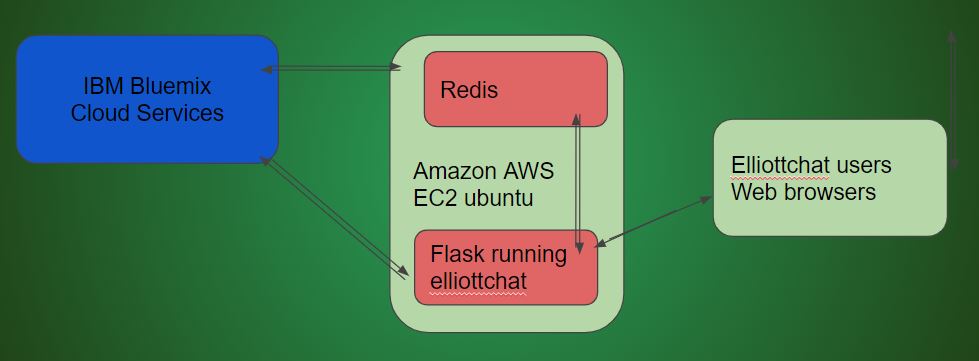 IBM Bluemix
Cloud Services
Redis
Amazon AWS
EC2 ubuntu
Flask running
elliottchat
Elliottchat users
Web browsers